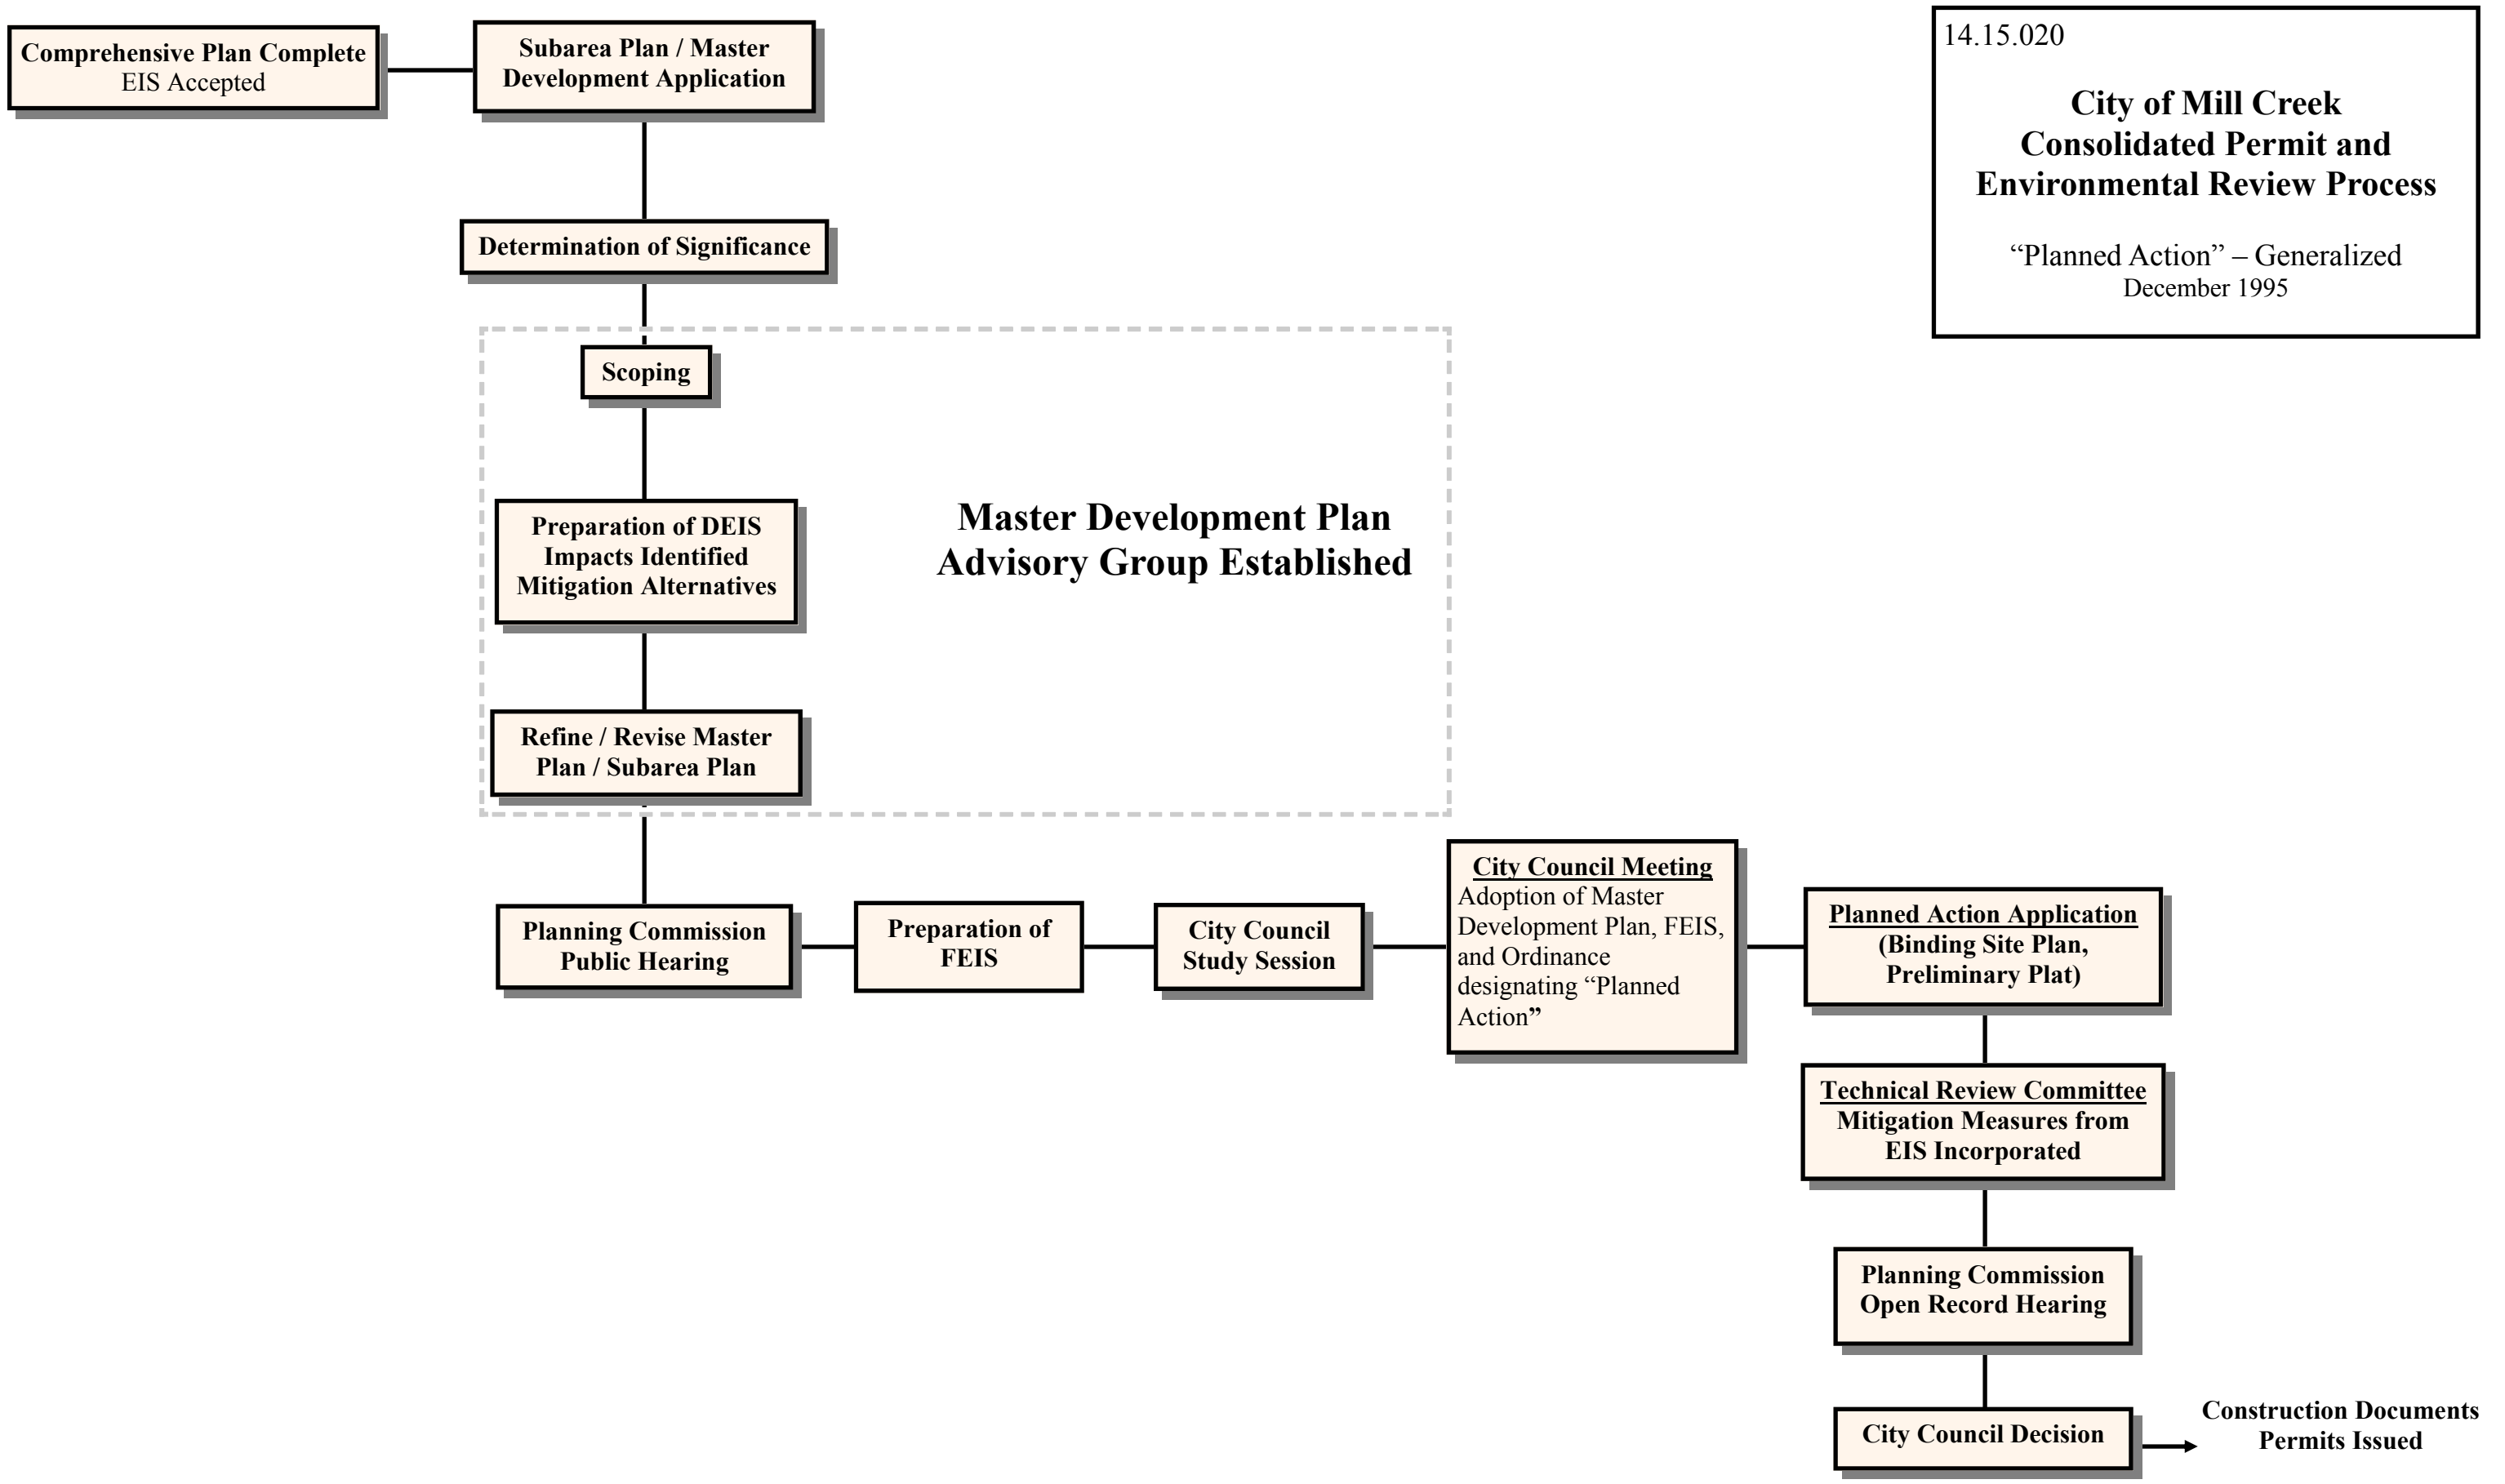 Comprehensive Plan Complete
EIS Accepted
Subarea Plan / Master
Development Application
14.15.020
City of Mill Creek
Consolidated Permit and
Environmental Review Process
“Planned Action” – Generalized
December 1995
Determination of Significance
Scoping
Preparation of DEIS
Impacts Identified
Mitigation Alternatives
Master Development Plan
Advisory Group Established
Refine / Revise Master
Plan / Subarea Plan
Planning Commission
Public Hearing
Preparation of
FEIS
City Council
Study Session
City Council Meeting
Adoption of Master
Development Plan, FEIS,
and Ordinance
designating “Planned
Action”
Planned Action Application
(Binding Site Plan,
Preliminary Plat)
Technical Review Committee
Mitigation Measures from
EIS Incorporated
Planning Commission
Open Record Hearing
City Council Decision
Construction Documents
Permits Issued